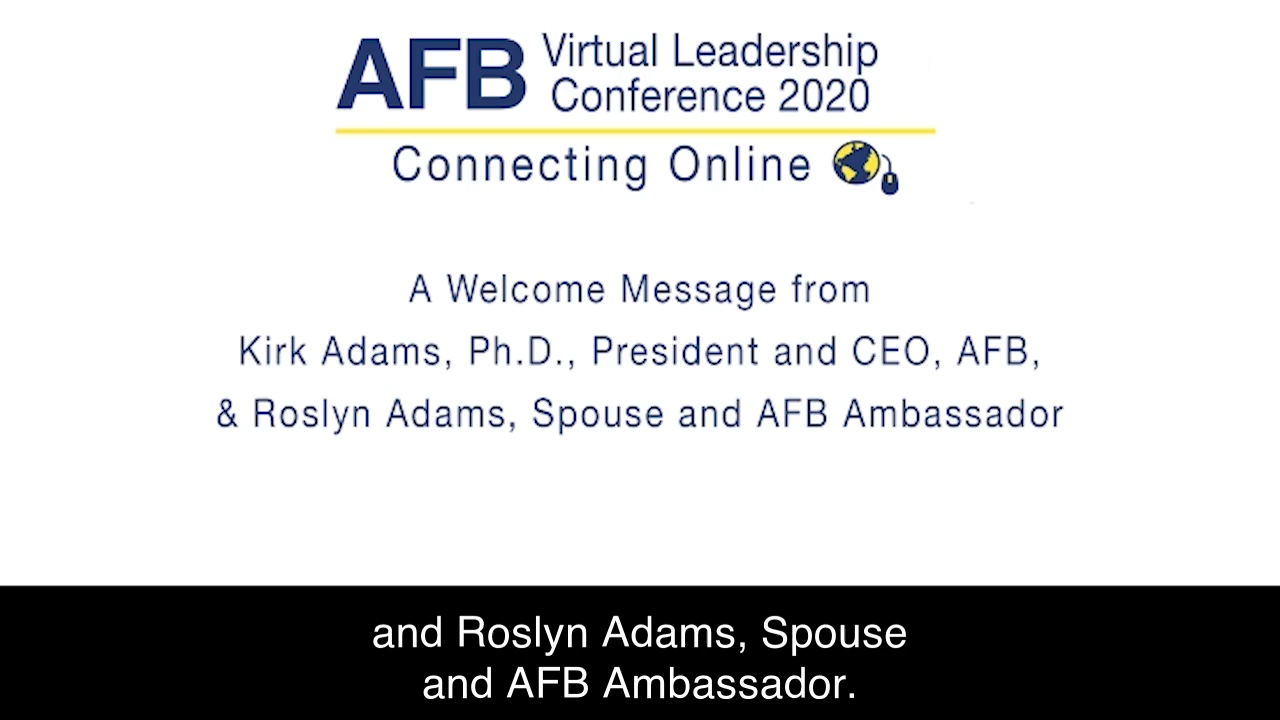 AFB Virtual Leadership
Conference 2020
Connecting Online
A Welcome Message from
Kirk Adams, Ph.D., President and CEO, AFB,
& Roslyn Adams, Spouse and AFB Ambassador
and Roslyn Adams, Spouse
and AFB Ambassador.